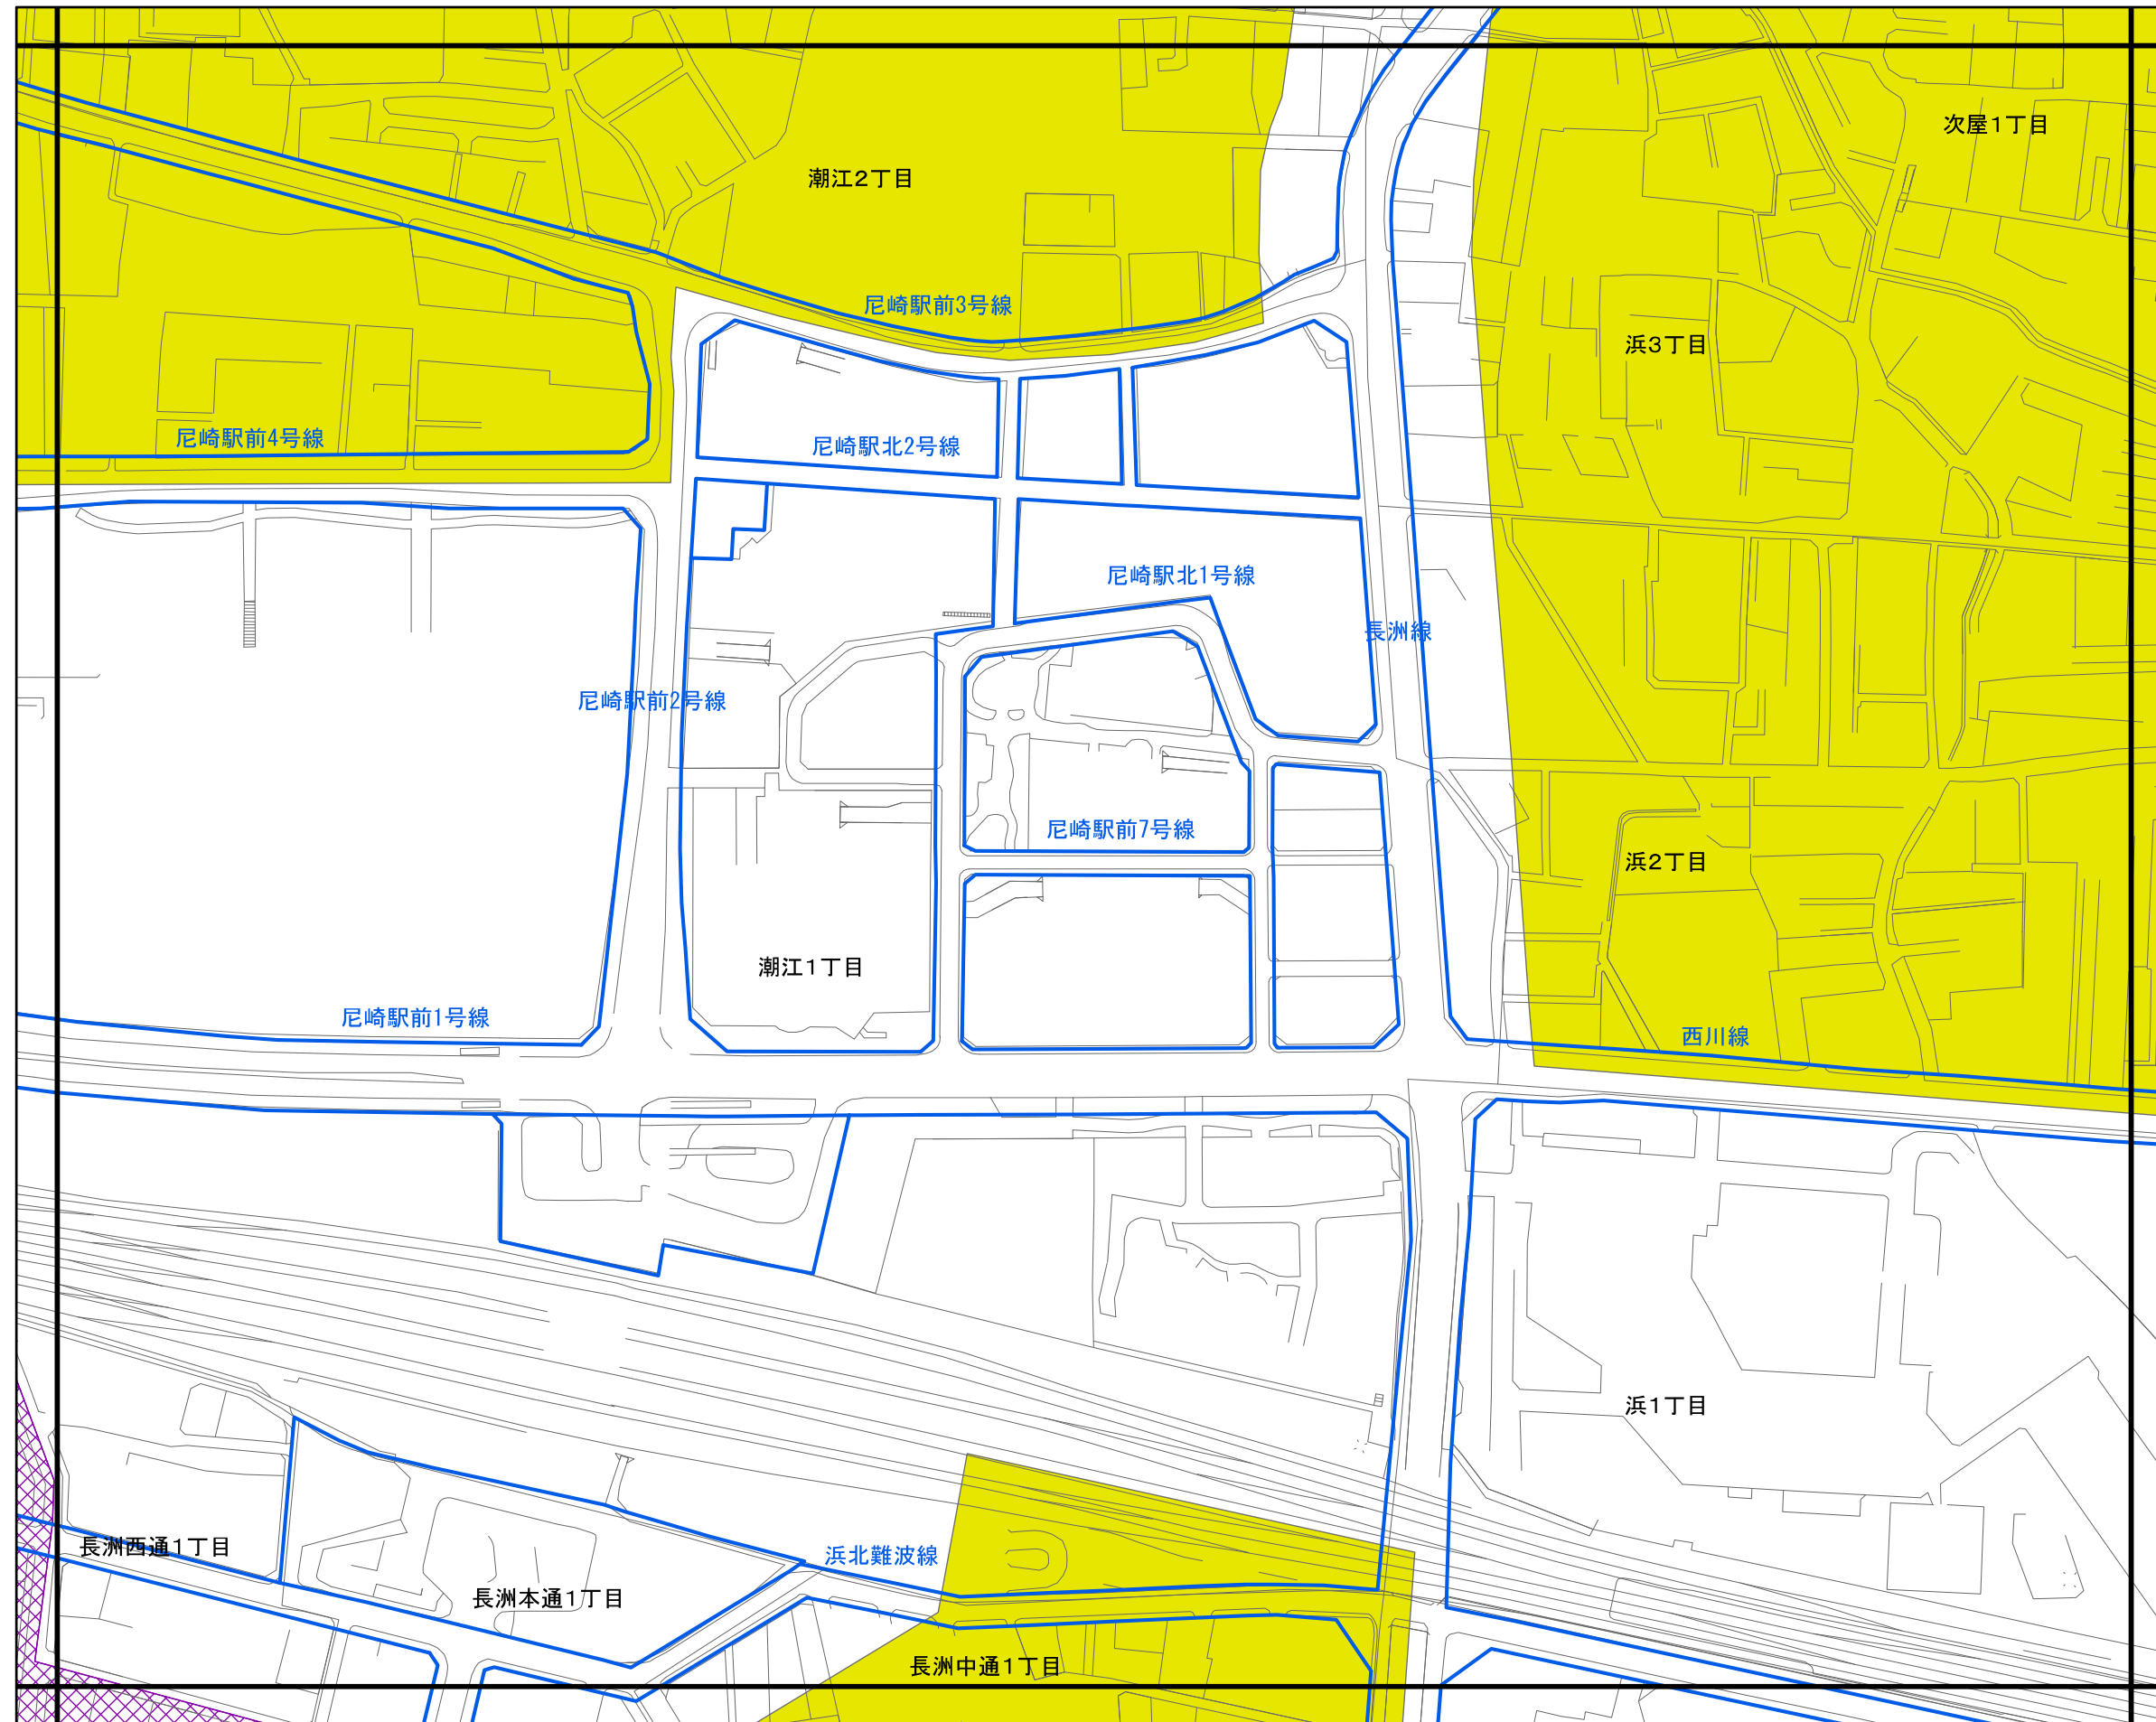 次屋1丁目
潮江2丁目
尼崎駅前3号線
浜3丁目
尼崎駅前4号線
尼崎駅北2号線
尼崎駅北1号線
長洲線
尼崎駅前2号線
尼崎駅前7号線
浜2丁目
潮江1丁目
尼崎駅前1号線
西川線
浜1丁目
長洲西通1丁目
浜北難波線
長洲本通1丁目
長洲中通1丁目